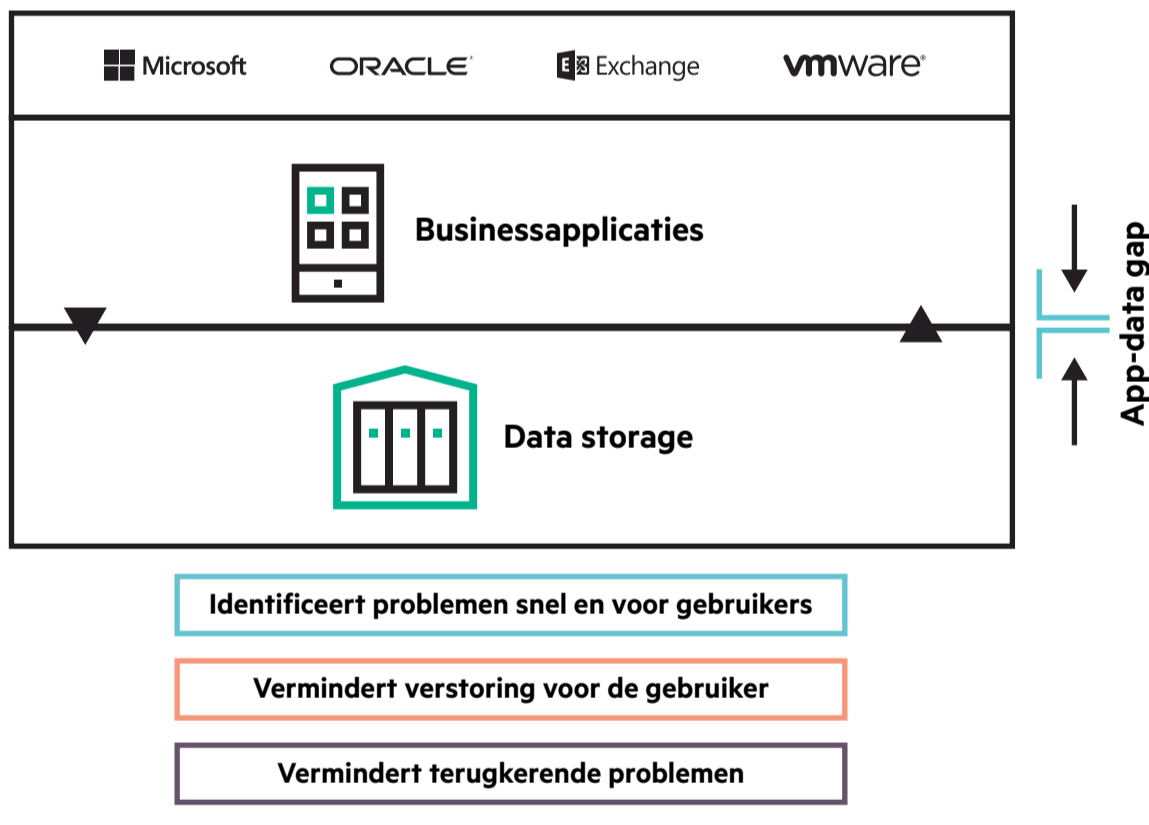 Microsoft ORACLE Exchange vmware®
Businessapplicaties
App-data gap
Data storage
Identificeert problemen snel en voor gebruikers
Vermindert verstoring voor de gebruiker
Vermindert terugkerende problemen